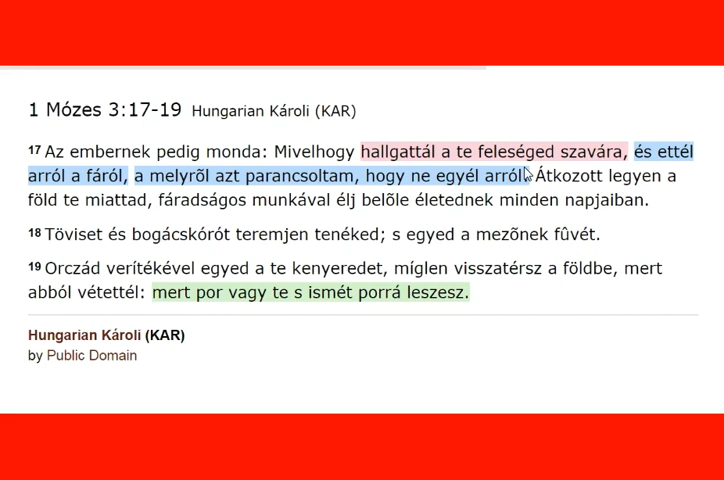 1 Mózes 3:17-19 Hungarian Károli (KAR)
17 Az embernek pedig monda: Mivelhogy hallgattál a te feleséged szavára, és ettél
arról a fáról, a melyrõl azt parancsoltam, hogy ne egyél arról: Átkozott legyen a
föld te miattad, fáradságos munkával élj belõle életednek minden napjaiban.
18 Töviset és bogácskórót teremjen tenéked; s egyed a mezõnek fûvét.
19 Orczád verítékével egyed a te kenyeredet, míglen visszatérsz a földbe, mert
abból vétettél: mert por vagy te s ismét porrá leszesz.
Hungarian Károli (KAR)
by Public Domain